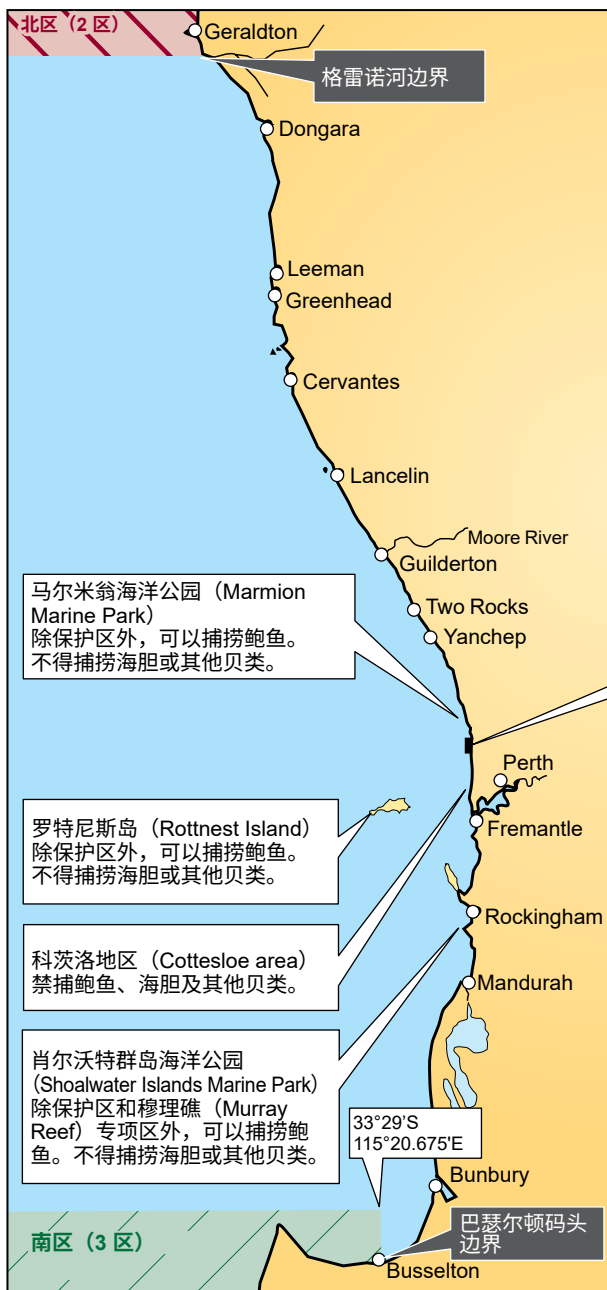 北区（2 区）
Geraldton
格雷诺河边界
Dongara
Leeman
Greenhead
Cervantes
Lancelin
Moore River
Guilderton
马尔米翁海洋公园（Marmion
Marine Park）
除保护区外，可以捕捞鲍鱼。
不得捕捞海胆或其他贝类。
Two Rocks
Yanchep
Perth
罗特尼斯岛（Rottnest Island）
除保护区外，可以捕捞鲍鱼。
不得捕捞海胆或其他贝类。
Fremantle
Rockingham
科茨洛地区（Cottesloe area）
禁捕鲍鱼、海胆及其他贝类。
Mandurah
肖尔沃特群岛海洋公园
（Shoalwater Islands Marine Park）
除保护区和穆理礁（Murray
Reef）专项区外，可以捕捞鲍
鱼。不得捕捞海胆或其他贝类。
33°29'S
115°20.675'E
Bunbury
巴瑟尔顿码头
边界
南区（3 区）
Busselton